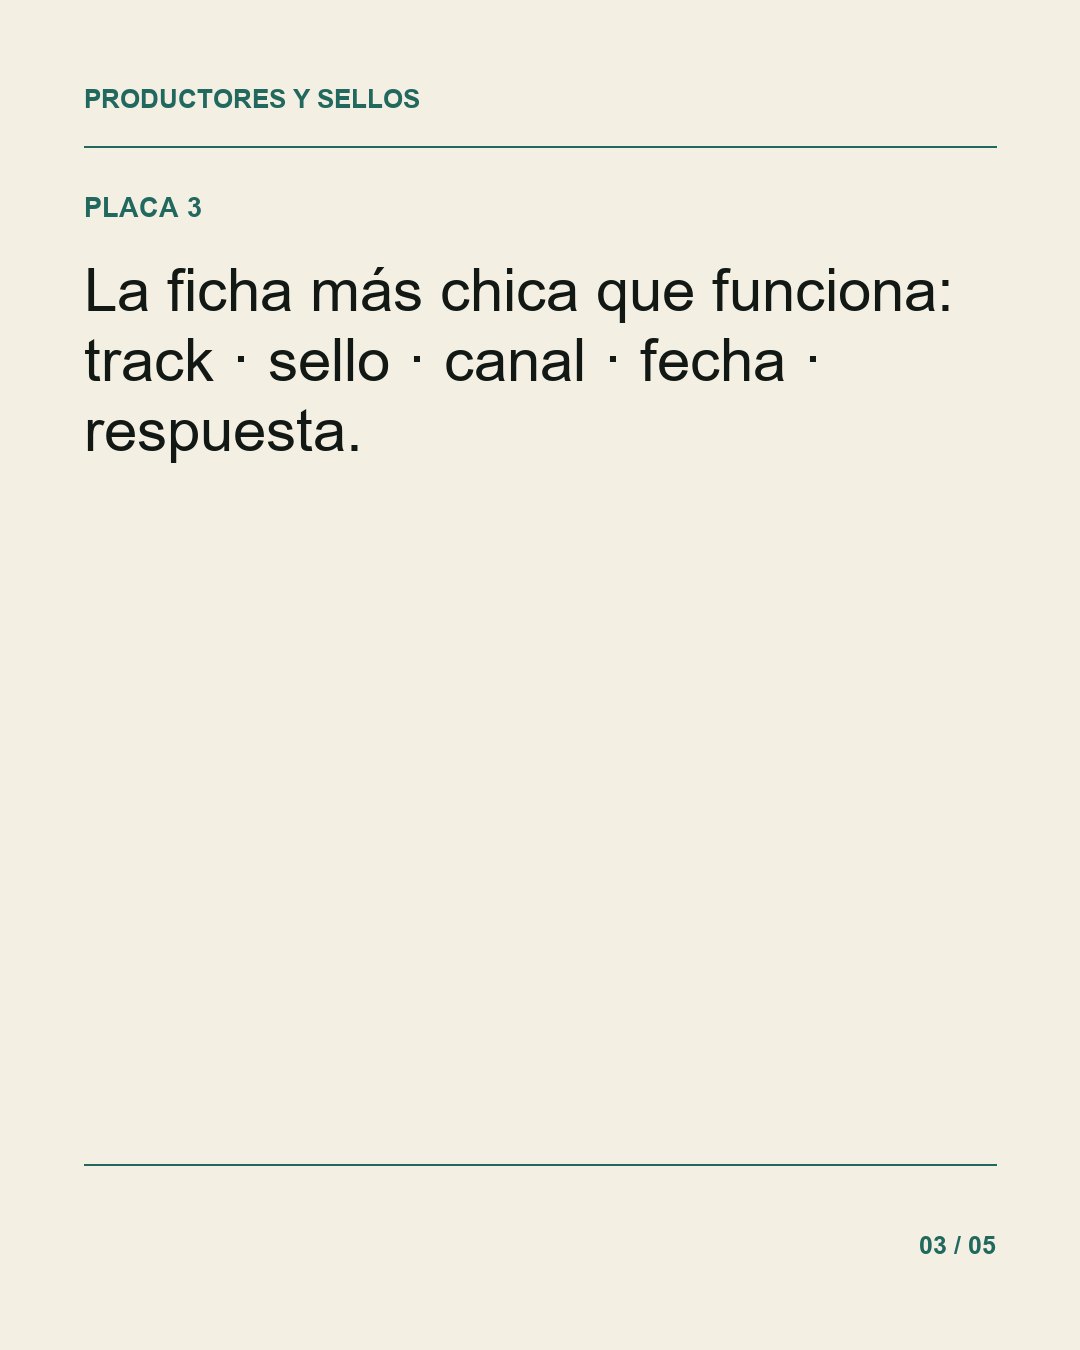 PRODUCTORES Y SELLOS
PLACA 3
La ficha más chica que funciona:
track · sello · canal · fecha ·
respuesta.
03 / 05